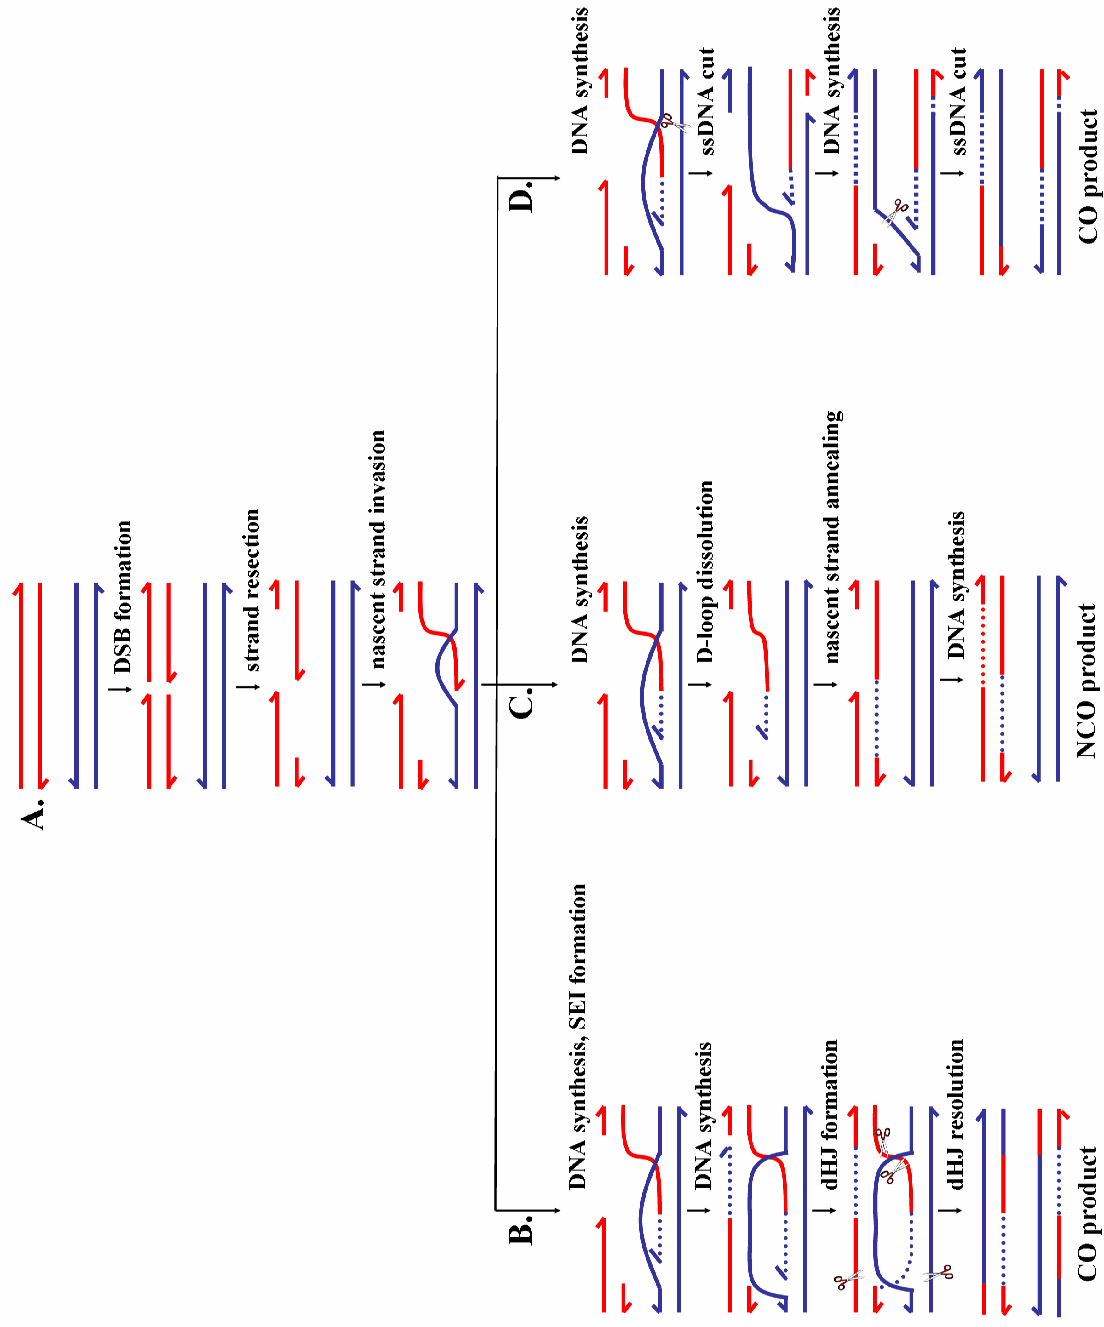 A.
DSB formation
strand resection
nascent strand invasion
B.
DNA synthesis, SEI formation
DNA synthesis
dHJ formation
dHJ resolution
CO product
C.
DNA synthesis
D-loop dissolution
nascent strand anncaling
DNA synthesis
NCO product
D.
DNA synthesis
ssDNA cut
DNA synthesis
ssDNA cut
CO product